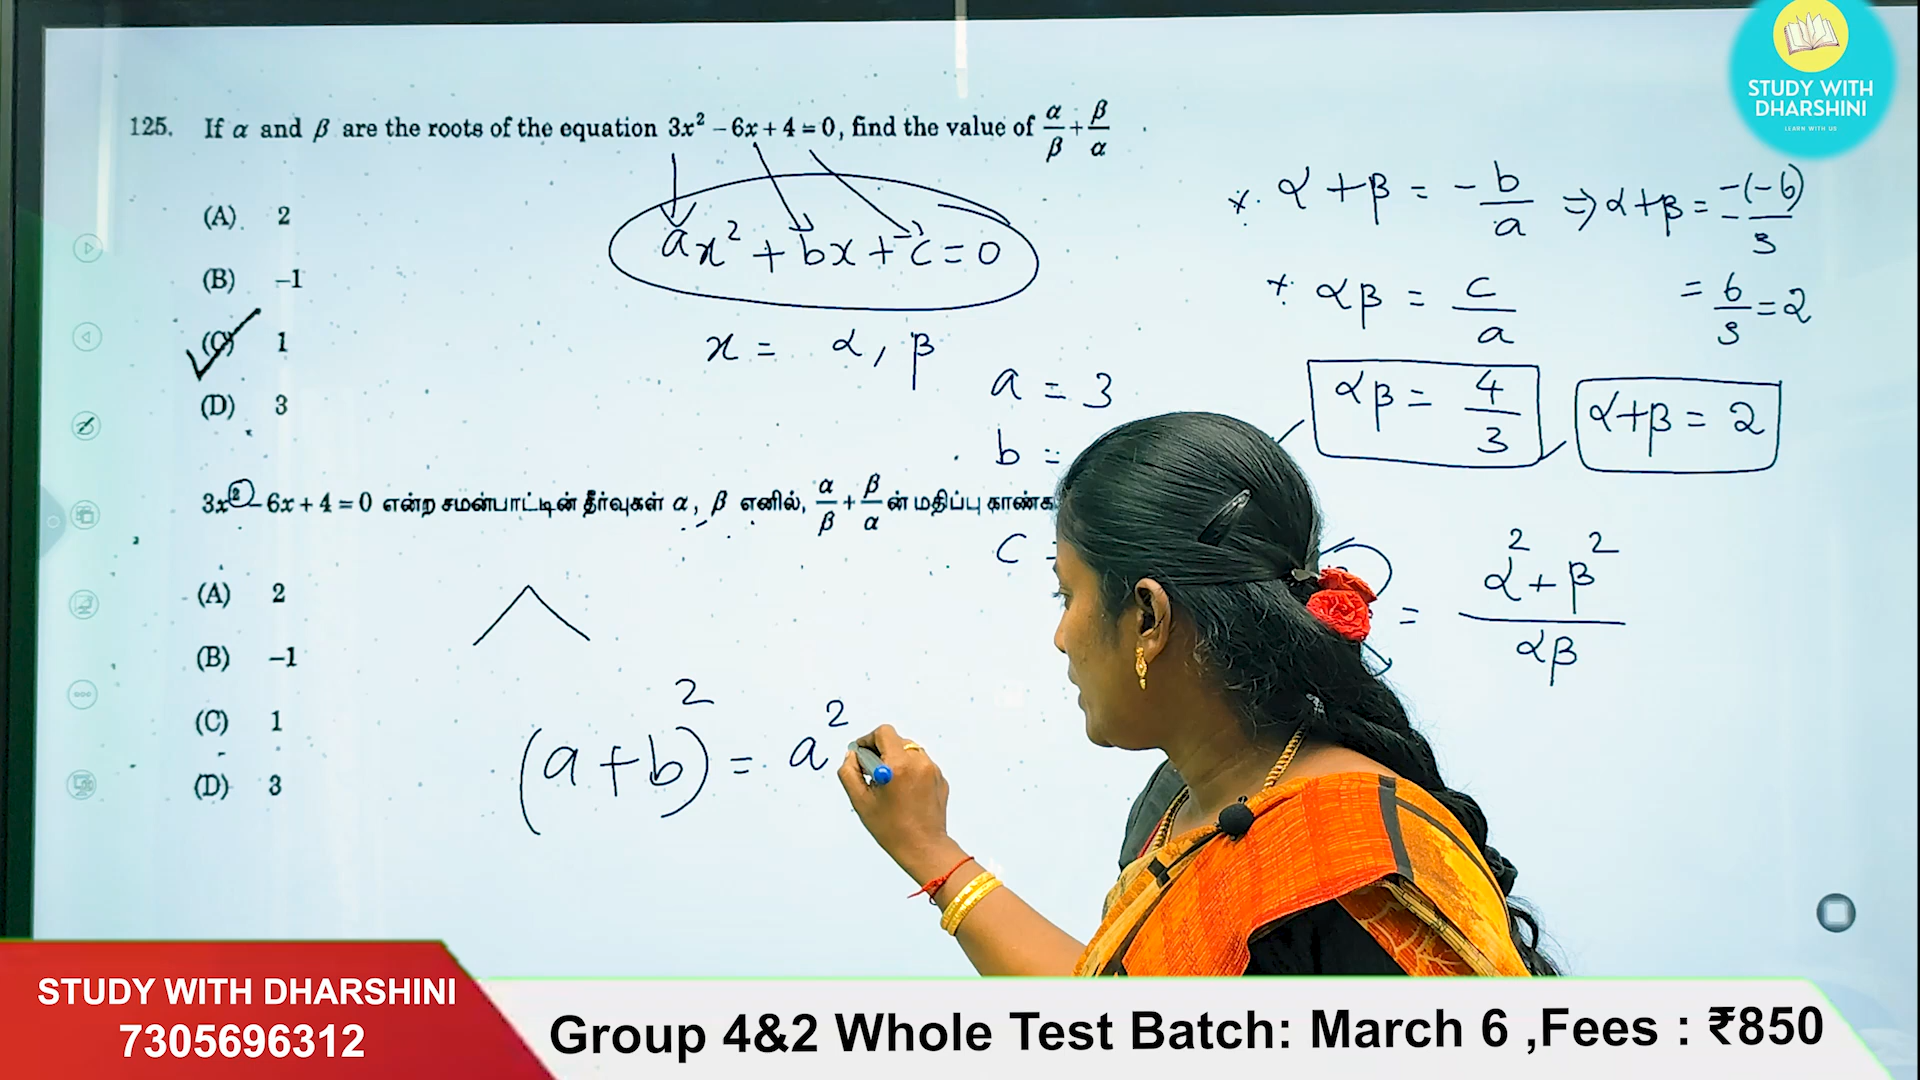 STUDY WITH
DHARSHINI
LEARN WITH US
125. If α and β are the roots of the equation 3x² – 6x + 4 = 0, find the value of α/β + β/α
(A) 2
(B) –1
(C) 1
(D) 3
ax² + bx + c = 0
x = α, β
a = 3
b =
c
* α + β = -b/a ⇒ α + β = -(-6)/3
= 6/3 = 2
* αβ = c/a
αβ = 4/3
α + β = 2
3x² – 6x + 4 = 0 என்ற சமன்பாட்டின் தீர்வுகள் α, β எனில், α/β + β/α ன் மதிப்பு காண்க
(A) 2
(B) –1
(C) 1
(D) 3
= α² + β² / αβ
(a + b)² = a²
STUDY WITH DHARSHINI
7305696312
Group 4&2 Whole Test Batch: March 6 ,Fees : ₹850